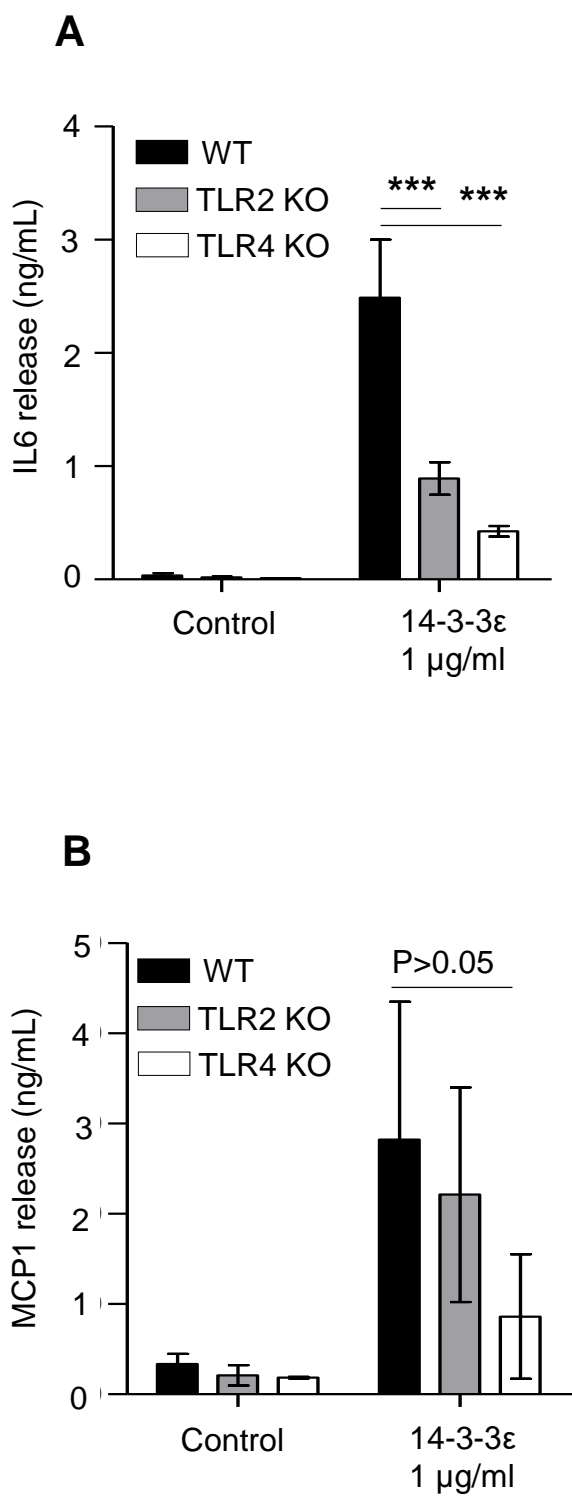 A
4
WT
***
***
TLR2 KO
3
TLR4 KO
IL6 release (ng/mL)
2
1
0
Control
14-3-3ε
1 µg/ml
B
5
WT
P>0.05
TLR2 KO
4
TLR4 KO
3
MCP1 release (ng/mL)
2
1
0
Control
14-3-3ε
1 µg/ml